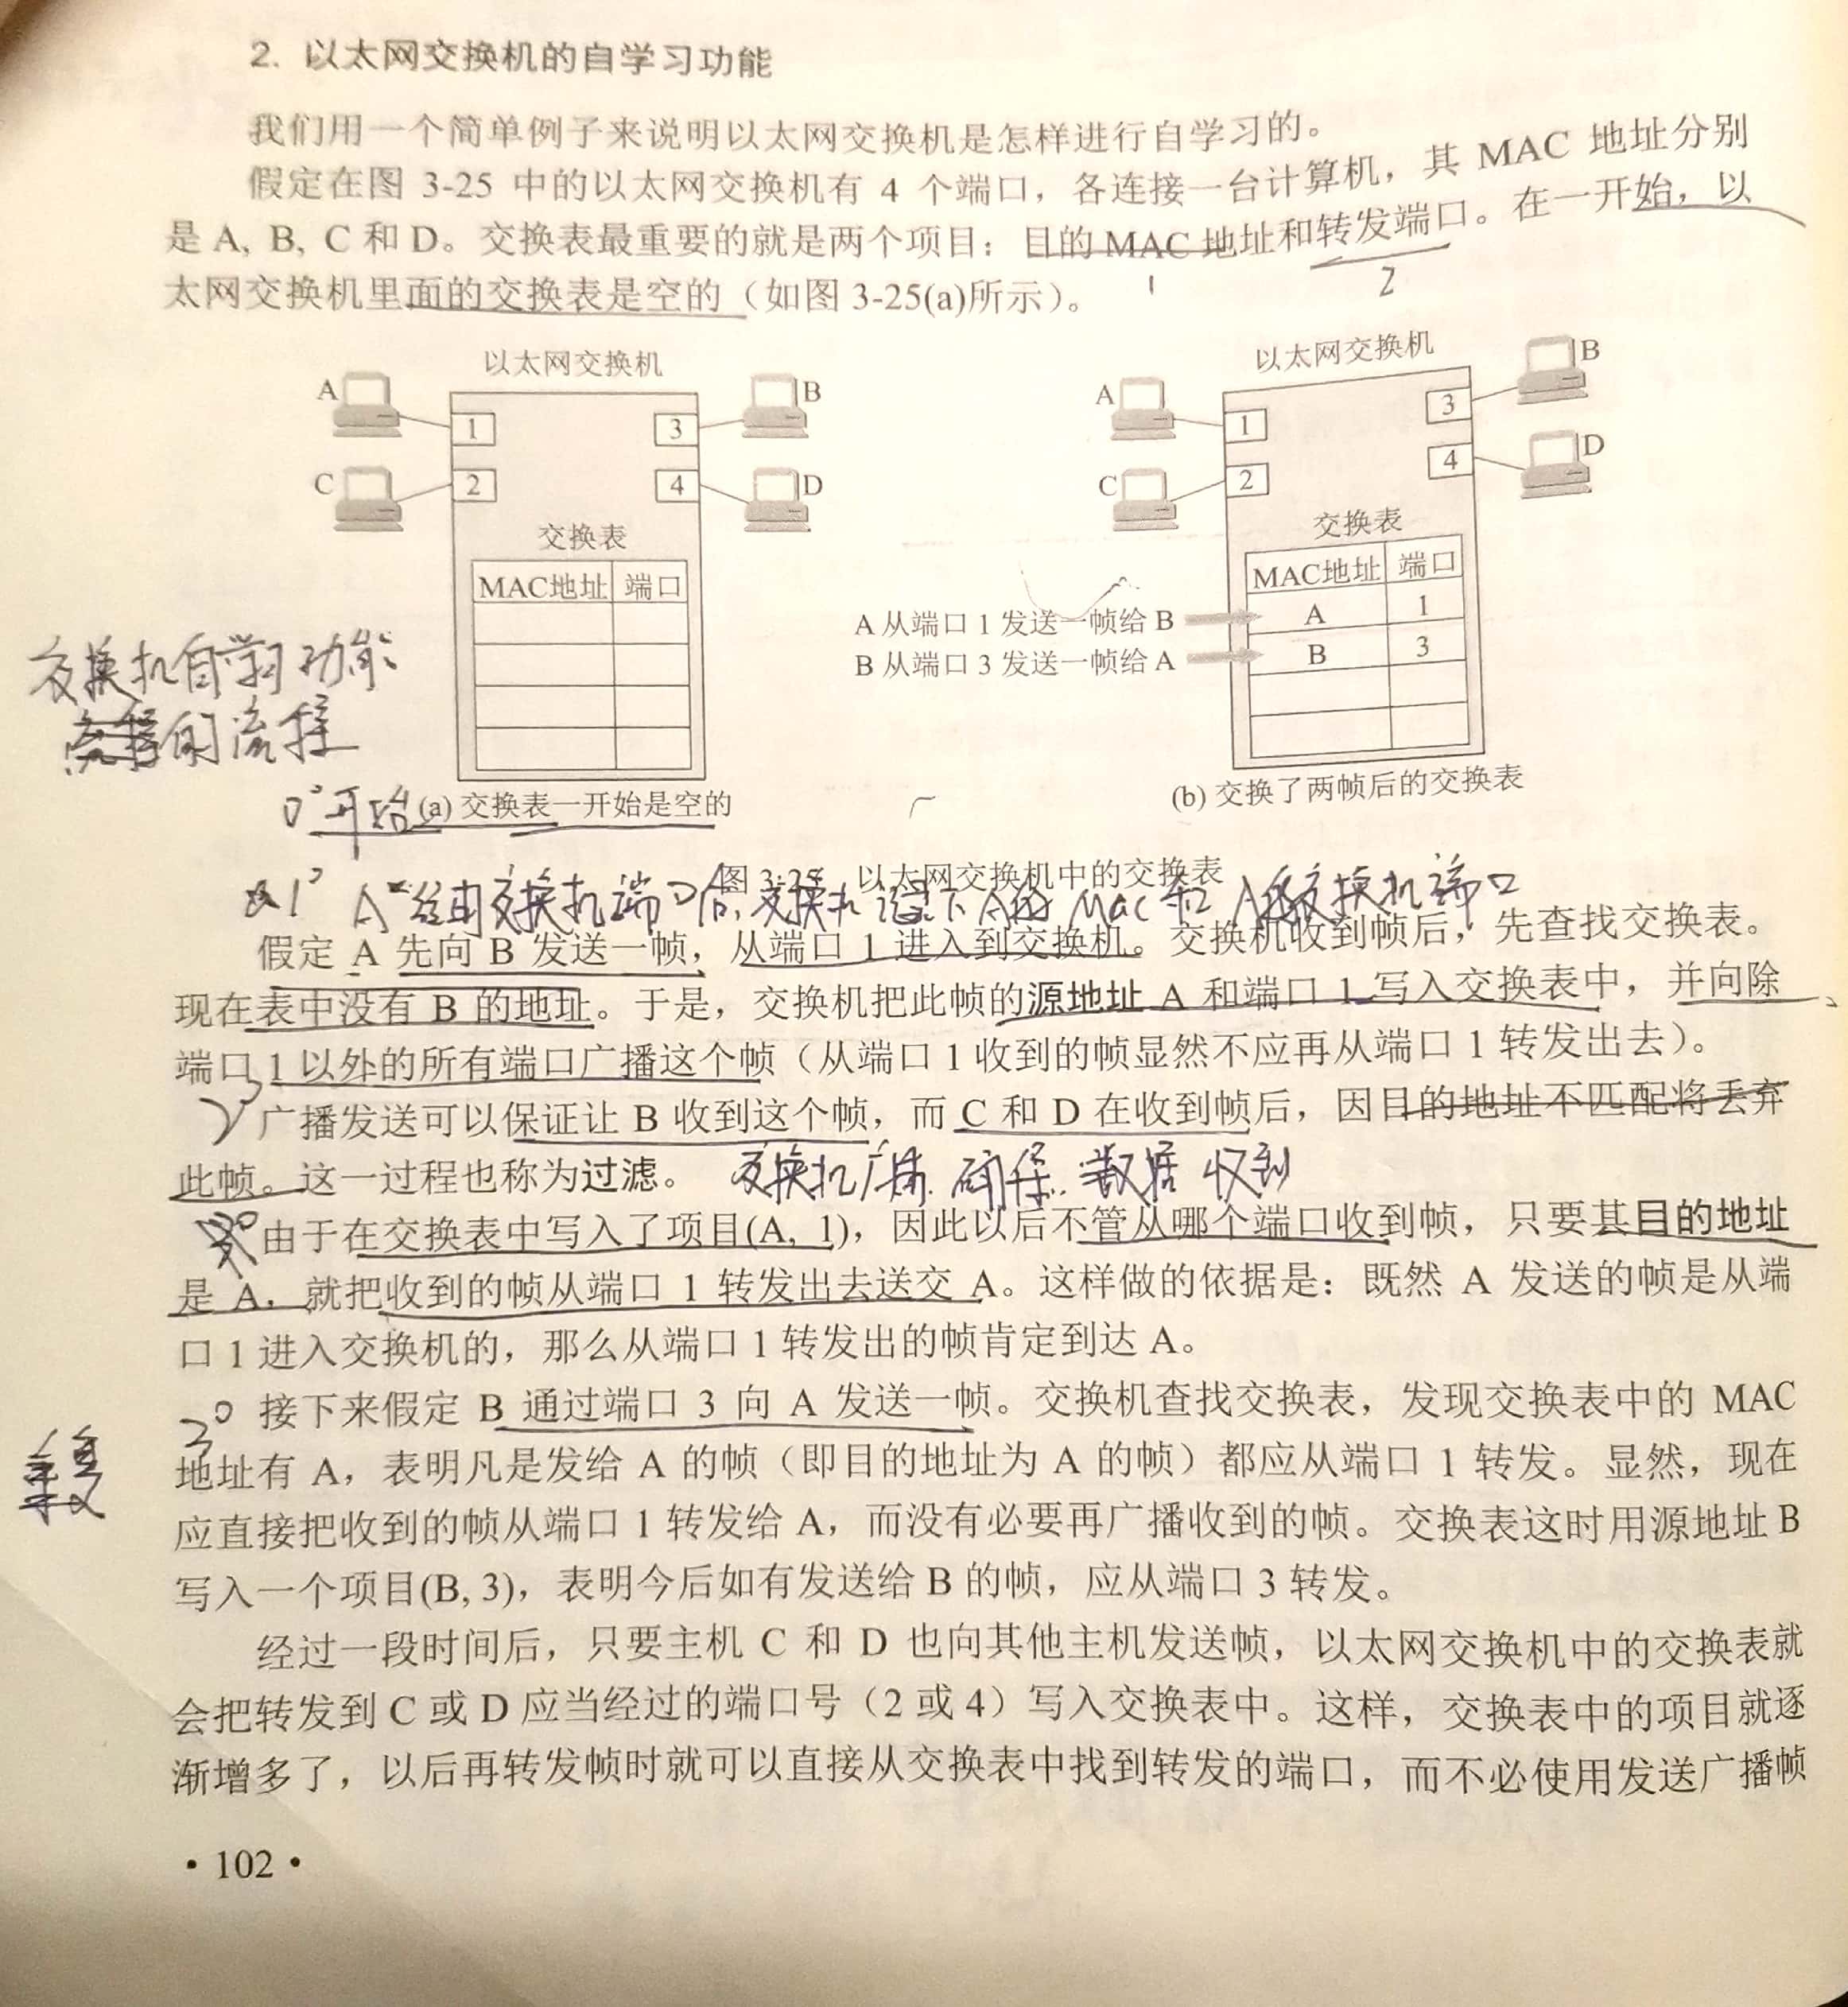 2. 以太网交换机的自学习功能
我们用一个简单例子来说明以太网交换机是怎样进行自学习的。
假定在图 3-25 中的以太网交换机有 4 个端口，各连接一台计算机，其 MAC 地址分别
是 A, B, C 和 D。交换表最重要的就是两个项目：目的 MAC 地址和转发端口。在一开始，以
太网交换机里面的交换表是空的（如图 3-25(a)所示）。
1
2
以太网交换机
A
B
1
3
C
D
2
4
交换表
MAC地址 端口
(a) 交换表一开始是空的
以太网交换机
A
B
1
3
C
D
2
4
交换表
MAC地址 端口
A 从端口 1 发送一帧给 B
A 1
B 从端口 3 发送一帧给 A
B 3
(b) 交换了两帧后的交换表
交换机自学习功能
的流程
0° 开始
图 3-25 以太网交换机中的交换表
1° A 经由交换机端口后，交换机记录下A的 Mac 和 A 交换机端口
假定 A 先向 B 发送一帧，从端口 1 进入到交换机。交换机收到帧后，先查找交换表。
现在表中没有 B 的地址。于是，交换机把此帧的源地址 A 和端口 1 写入交换表中，并向除
端口 1 以外的所有端口广播这个帧（从端口 1 收到的帧显然不应再从端口 1 转发出去）。
广播发送可以保证让 B 收到这个帧，而 C 和 D 在收到帧后，因目的地址不匹配将丢弃
此帧。这一过程也称为过滤。
交换机广播 确保 数据 收到
由于在交换表中写入了项目(A, 1)，因此以后不管从哪个端口收到帧，只要其目的地址
是 A，就把收到的帧从端口 1 转发出去送交 A。这样做的依据是：既然 A 发送的帧是从端
口 1 进入交换机的，那么从端口 1 转发出的帧肯定到达 A。
3°
接下来假定 B 通过端口 3 向 A 发送一帧。交换机查找交换表，发现交换表中的 MAC
地址有 A，表明凡是发给 A 的帧（即目的地址为 A 的帧）都应从端口 1 转发。显然，现在
应直接把收到的帧从端口 1 转发给 A，而没有必要再广播收到的帧。交换表这时用源地址 B
写入一个项目(B, 3)，表明今后如有发送给 B 的帧，应从端口 3 转发。
经过一段时间后，只要主机 C 和 D 也向其他主机发送帧，以太网交换机中的交换表就
会把转发到 C 或 D 应当经过的端口号（2 或 4）写入交换表中。这样，交换表中的项目就逐
渐增多了，以后再转发帧时就可以直接从交换表中找到转发的端口，而不必使用发送广播帧
• 102 •